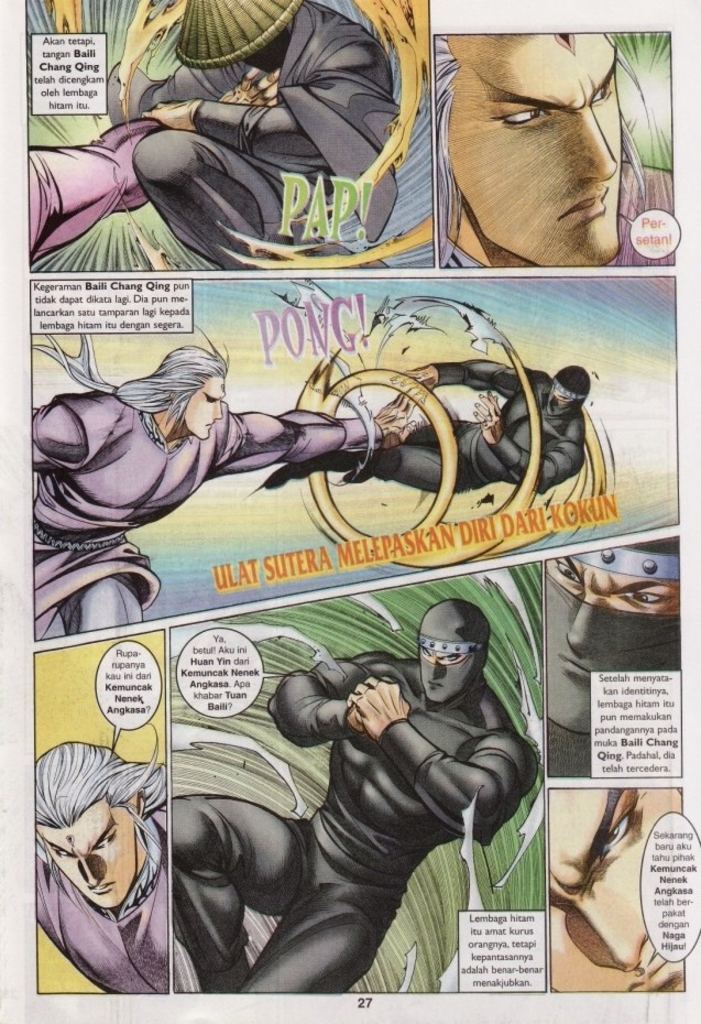 Akan tetapi,
tangan Baili
Chang Qing
telah dicengkam
oleh lembaga
hitam itu.
PAP!
Per-
setan!
Kegeraman Baili Chang Qing pun
tidak dapat dikata lagi. Dia pun me-
lancarkan satu tamparan lagi kepada
lembaga hitam itu dengan segera.
PONG!
ULAT SUTERA MELEPASKAN DIRI DARI KOKUN
Rupa-
rupanya
kau ini dari
Kemuncak
Nenek
Angkasa?
Ya,
betul! Aku ini
Huan Yin dari
Kemuncak Nenek
Angkasa. Apa
khabar Tuan
Baili?
Lembaga hitam
itu amat kurus
orangnya, tetapi
kepantasannya
adalah benar-benar
menakjubkan.
Setelah menyata-
kan identitinya,
lembaga hitam itu
pun memakukan
pandangannya pada
muka Baili Chang
Qing. Padahal, dia
telah tercedera.
Sekarang
baru aku
tahu pihak
Kemuncak
Nenek
Angkasa
telah ber-
pakat
dengan
Naga
Hijau!
27